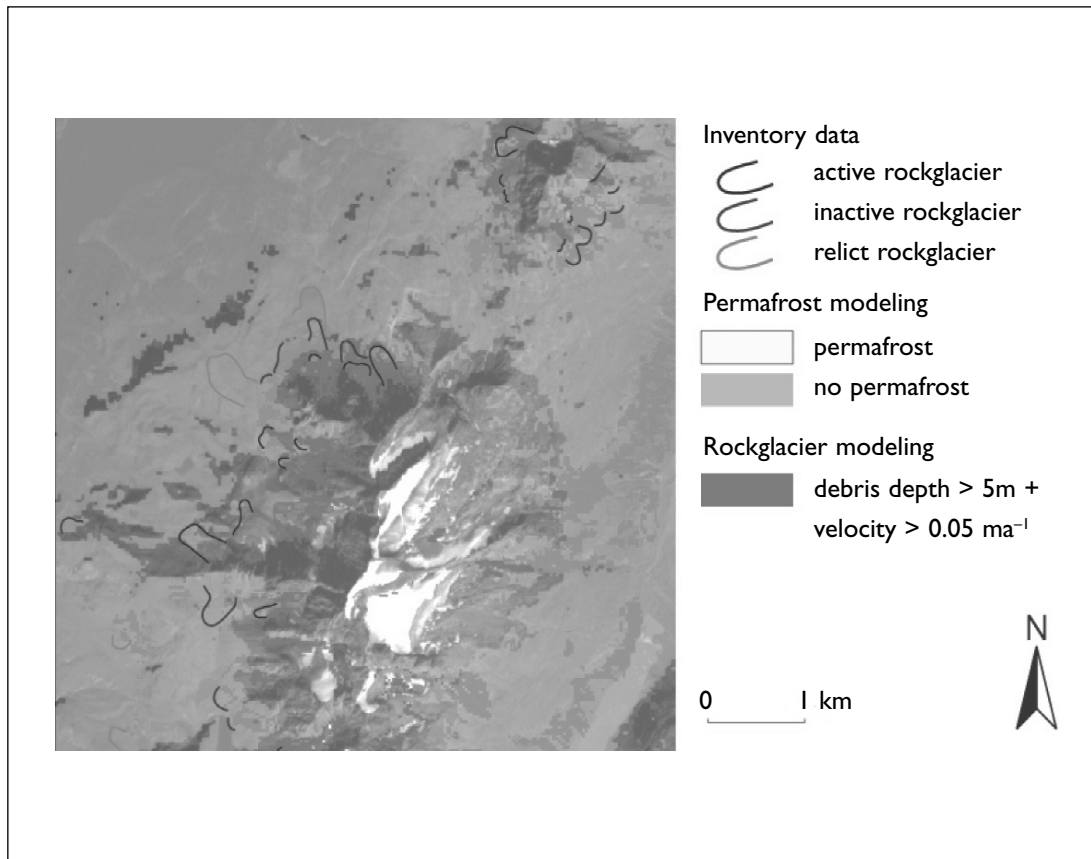 Inventory data
active rockglacier
inactive rockglacier
relict rockglacier
Permafrost modeling
permafrost
no permafrost
Rockglacier modeling
debris depth > 5m +
velocity > 0.05 ma⁻¹
N
0 1 km